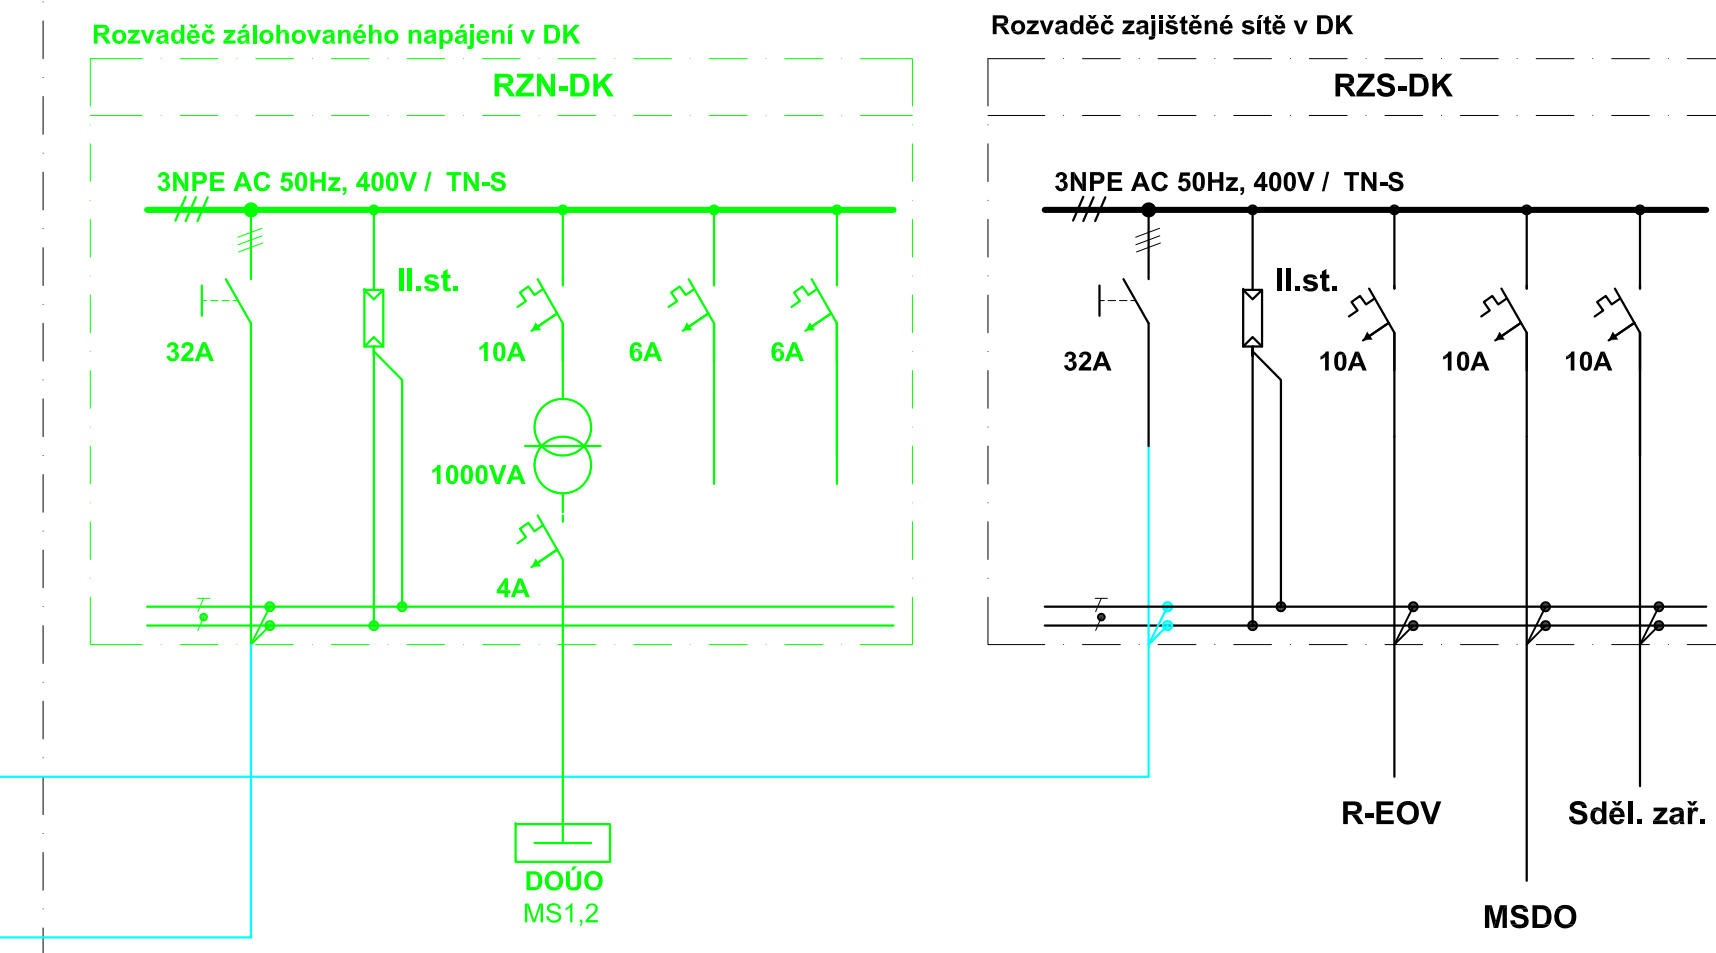 Rozvaděč zálohovaného napájení v DK
RZN-DK
3NPE AC 50Hz, 400V / TN-S
II.st.
32A
10A
6A
6A
1000VA
4A
DOÚO
MS1,2
Rozvaděč zajištěné sítě v DK
RZS-DK
3NPE AC 50Hz, 400V / TN-S
II.st.
32A
10A
10A
10A
R-EOV
Sděl. zař.
MSDO